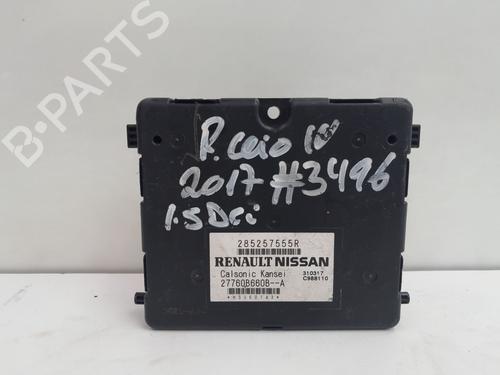 B-PARTS
R. Clio IV
2017 #3496
1.5 Dci
285257555R
RENAULT NISSAN
Calsonic Kansei
310317
27760B680B--A
C988110